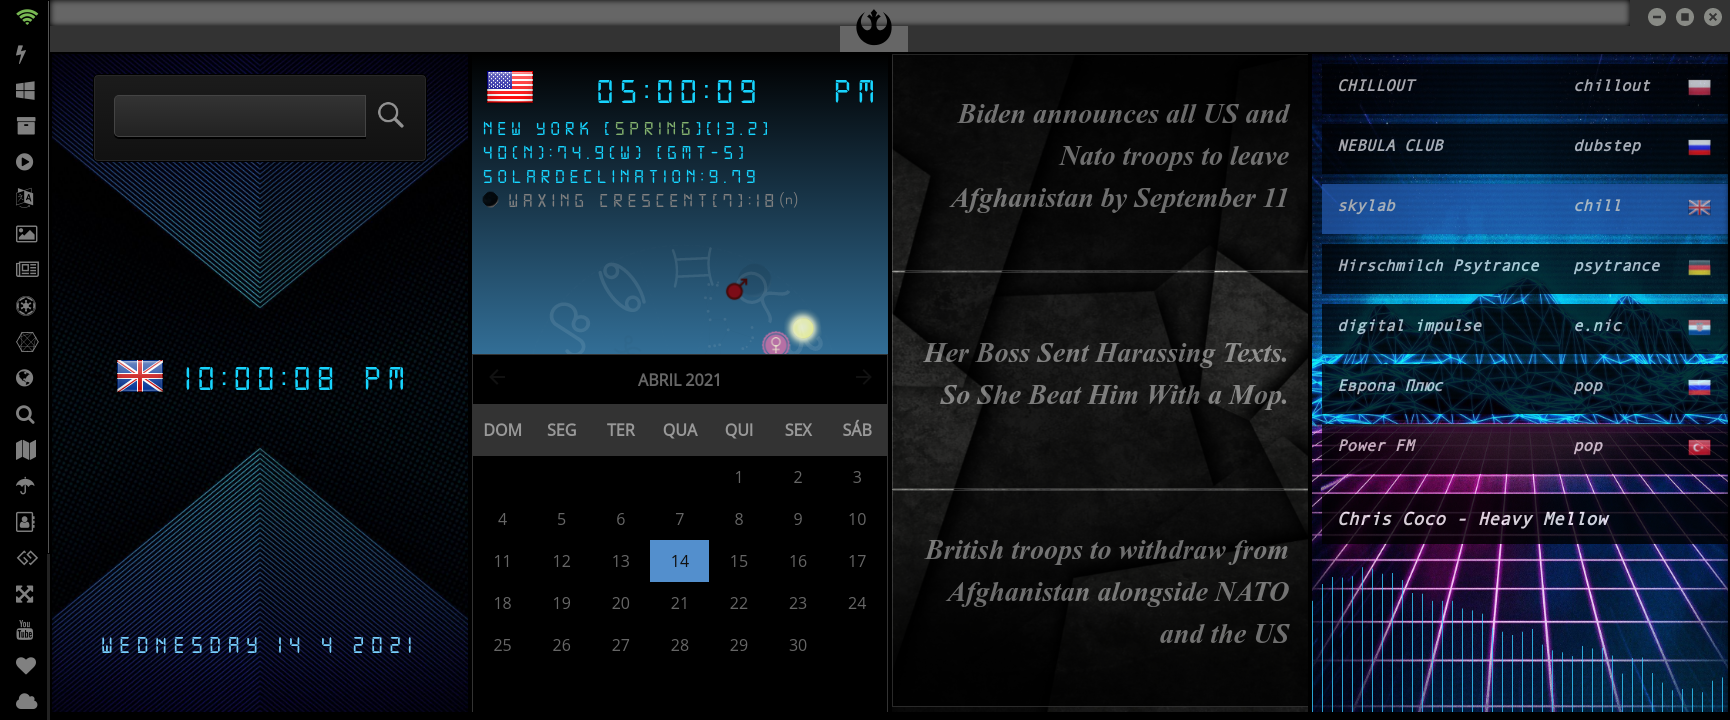 10:00:08 PM
WEDNESDAY 14 4 2021
05:00:09 PM
NEW YORK [SPRING][13.2]
40(N):74.9(W) (GMT-5)
SOLARDECLINATION:9.79
WAXING CRESCENT[7]:18(n)
ABRIL 2021
DOM SEG TER QUA QUI SEX SÁB
1 2 3
4 5 6 7 8 9 10
11 12 13 14 15 16 17
18 19 20 21 22 23 24
25 26 27 28 29 30
Biden announces all US and
Nato troops to leave
Afghanistan by September 11
Her Boss Sent Harassing Texts.
So She Beat Him With a Mop.
British troops to withdraw from
Afghanistan alongside NATO
and the US
CHILLOUT chillout
NEBULA CLUB dubstep
skylab chill
Hirschmilch Psytrance psytrance
digital impulse e.nic
Европа Плюс pop
Power FM pop
Chris Coco - Heavy Mellow
You
Tube